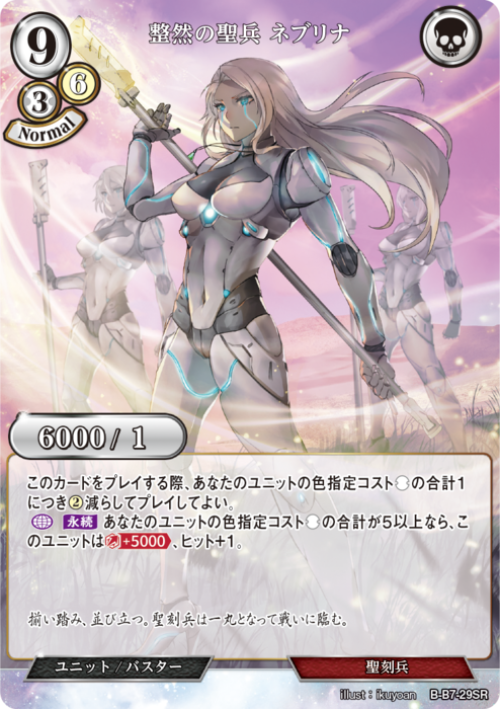 9
整然の聖兵 ネブリナ
3
6
Normal
6000 / 1
このカードをプレイする際、あなたのユニットの色指定コストの合計1
につき②減らしてプレイしてよい。
永続 あなたのユニットの色指定コストの合計が5以上なら、こ
のユニットは+5000、ヒット+1。
揃い踏み、並び立つ。聖刻兵は一丸となって戦いに臨む。
ユニット / バスター
聖刻兵
illust : ikuyoan
B-B7-29SR